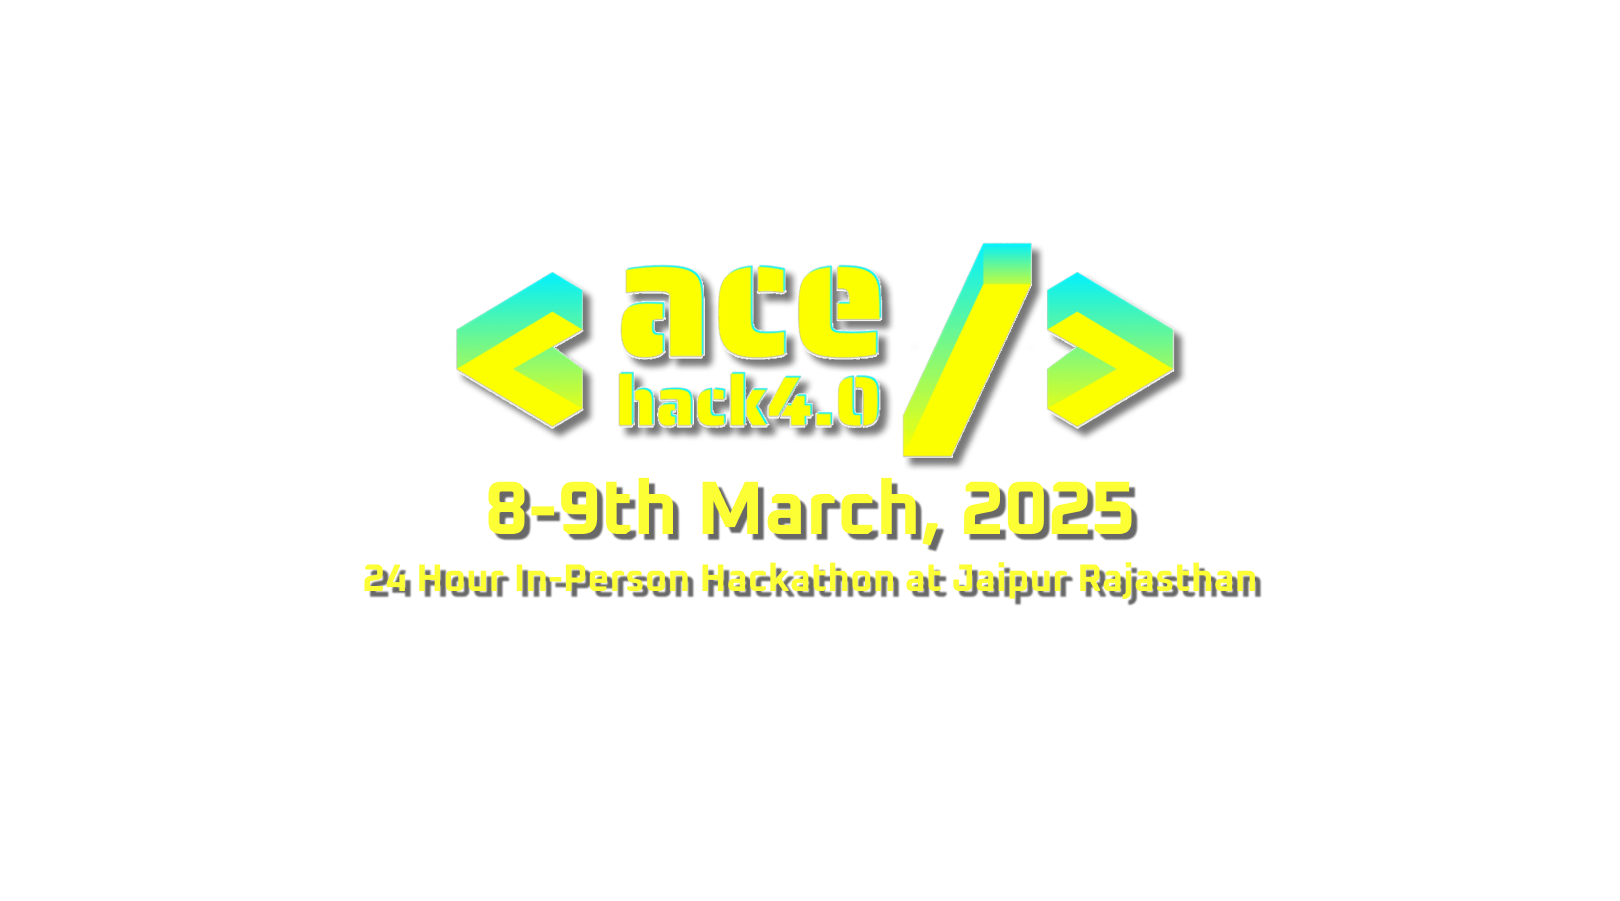 < ace />
hack4.0
8-9th March, 2025
24 Hour In-Person Hackathon at Jaipur Rajasthan